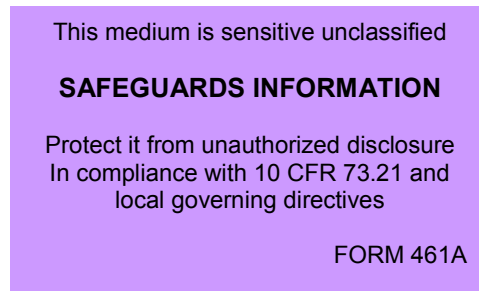 This medium is sensitive unclassified
SAFEGUARDS INFORMATION
Protect it from unauthorized disclosure
In compliance with 10 CFR 73.21 and
local governing directives
FORM 461A